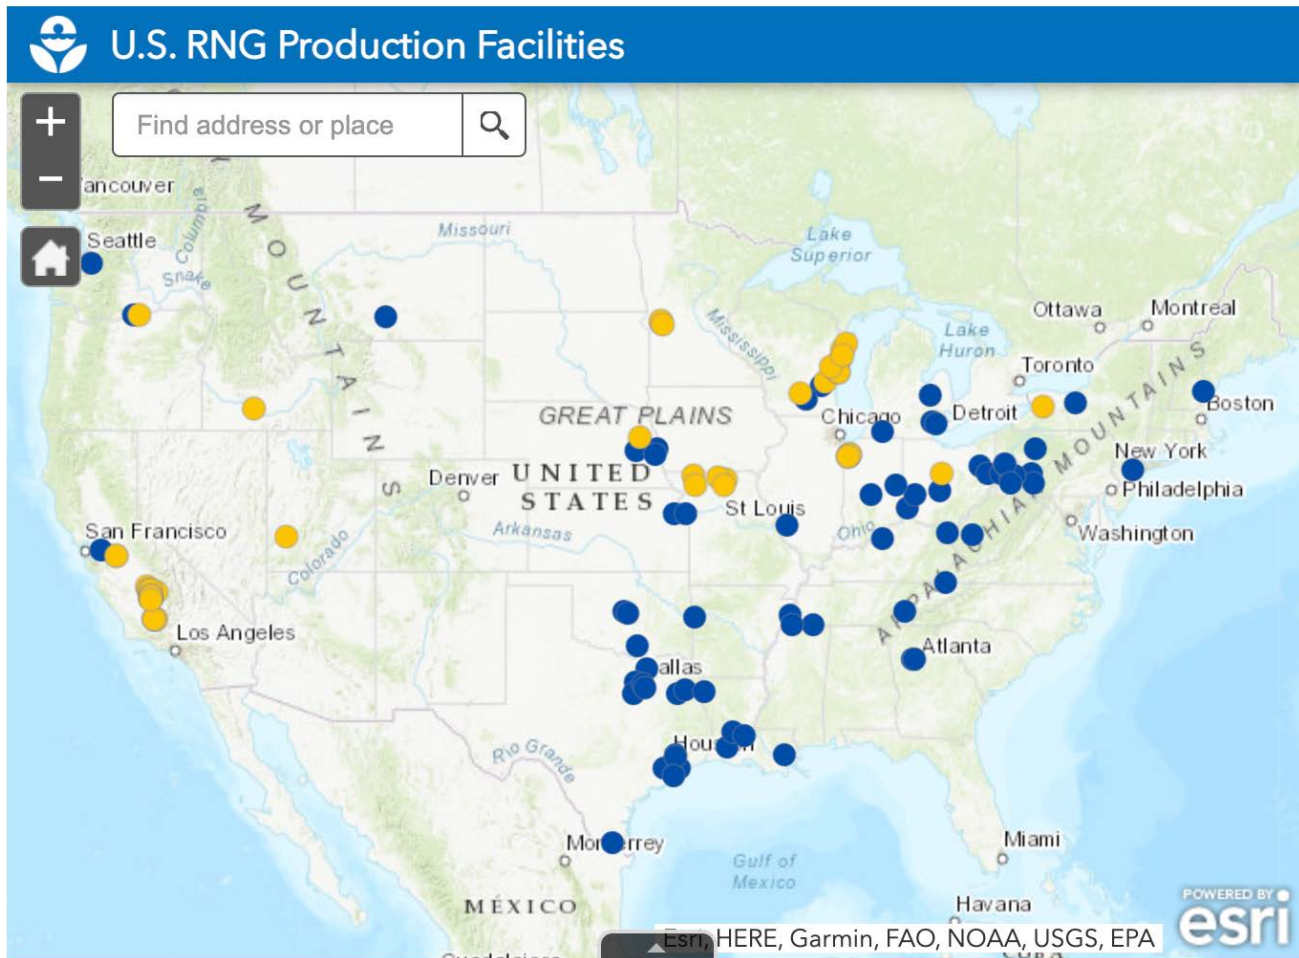 U.S. RNG Production Facilities
+
Find address or place
−
ancouver
Seattle
Columbia
Snake
MOUNTAINS
Missouri
Lake
Superior
Mississippi
Lake
Huron
Ottawa
Montreal
Toronto
GREAT PLAINS
Chicago
Detroit
Boston
New York
Philadelphia
Washington
APPALACHIAN MOUNTAINS
Denver
UNITED
STATES
St Louis
Ohio
Arkansas
San Francisco
Colorado
Los Angeles
Atlanta
allas
Rio Grande
Miami
Gulf of
Mexico
MÉXICO
Havana
POWERED BY
esri
Esri, HERE, Garmin, FAO, NOAA, USGS, EPA